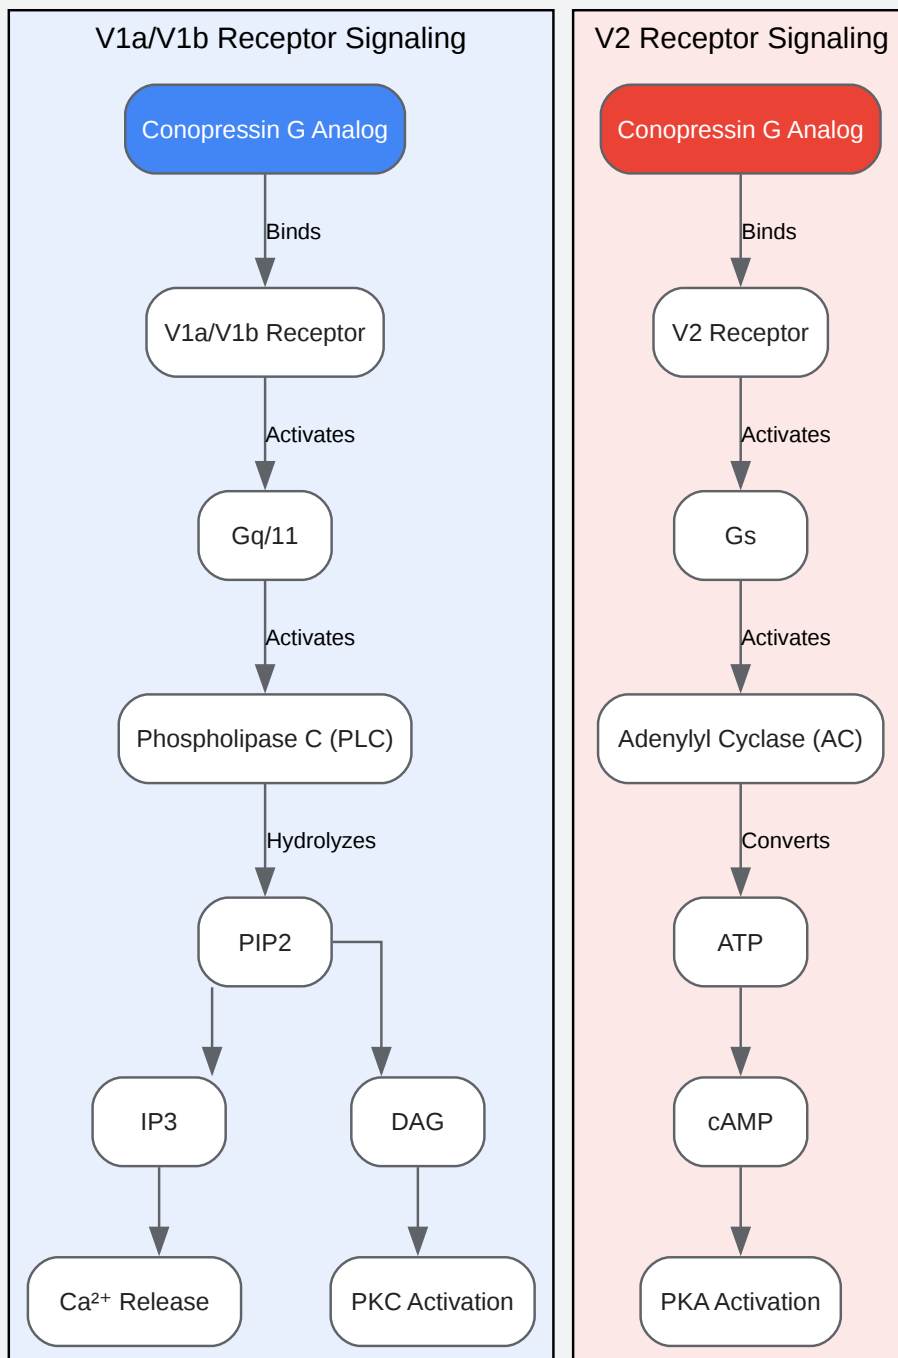 V1a/V1b Receptor Signaling
Conopressin G Analog
Binds
V1a/V1b Receptor
Activates
Gq/11
Activates
Phospholipase C (PLC)
Hydrolyzes
PIP2
IP3
DAG
Ca²⁺ Release
PKC Activation
V2 Receptor Signaling
Conopressin G Analog
Binds
V2 Receptor
Activates
Gs
Activates
Adenylyl Cyclase (AC)
Converts
ATP
cAMP
PKA Activation